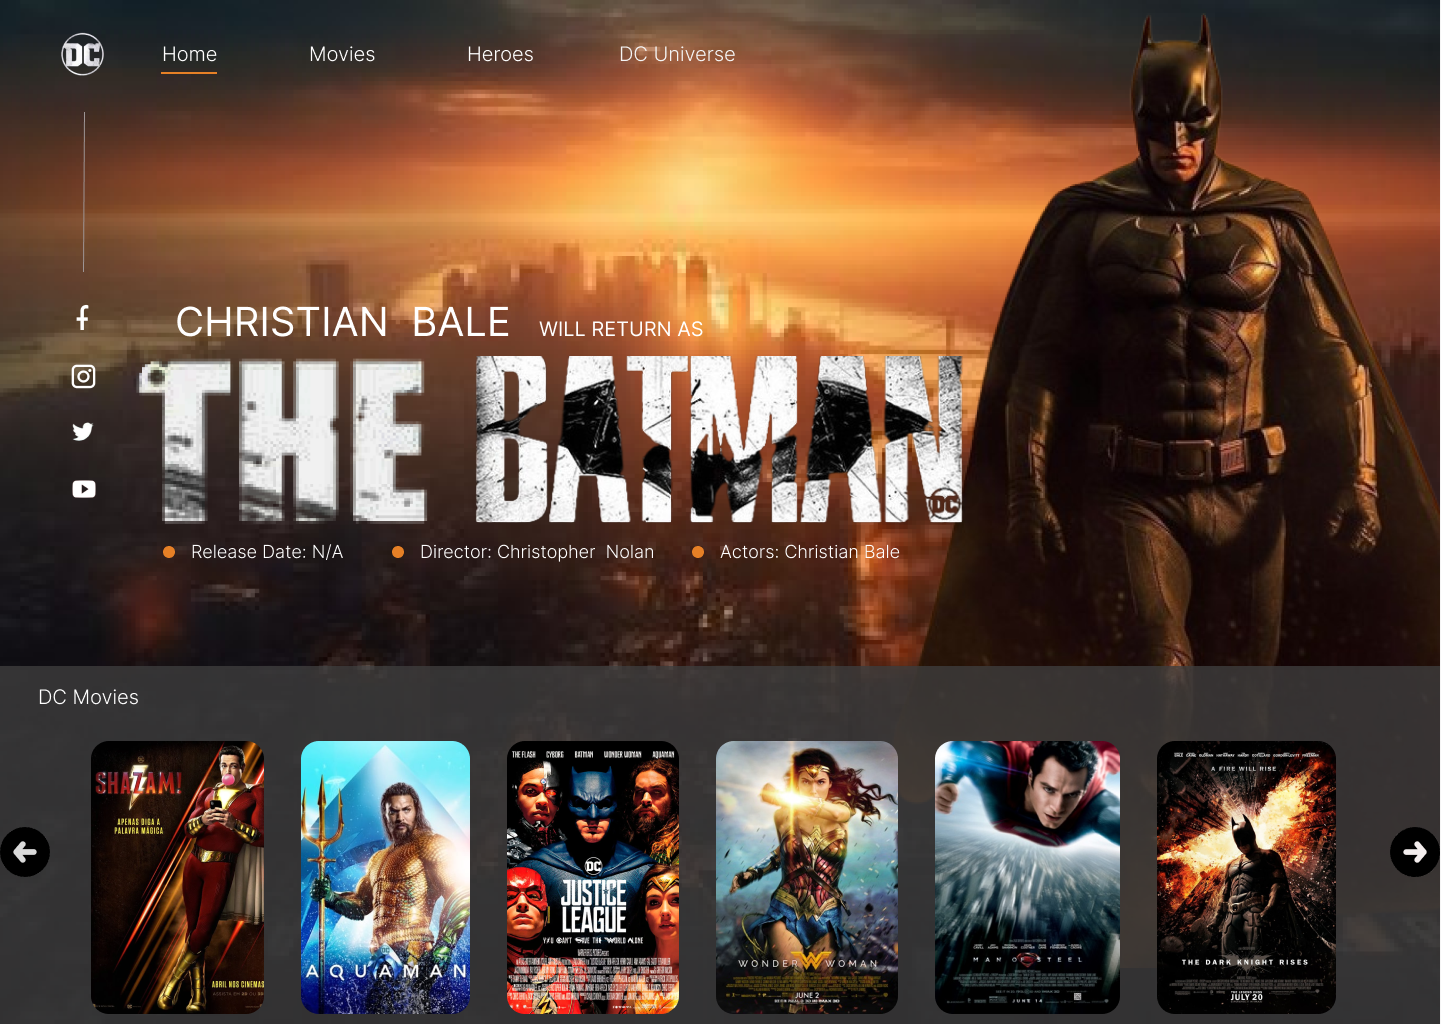 DC
Home
Movies
Heroes
DC Universe
CHRISTIAN BALE WILL RETURN AS
THE BATMAN
DC
Release Date: N/A
Director: Christopher Nolan
Actors: Christian Bale
DC Movies
SHAZAM!
APENAS DIGA A
PALAVRA MÁGICA
ABRIL NOS CINEMAS
AQUAMAN
THE FLASH CYBORG BATMAN WONDER WOMAN AQUAMAN
DC
JUSTICE
LEAGUE
YOU CAN'T SAVE THE WORLD ALONE
WONDER WOMAN
JUNE 2
MAN OF STEEL
JUNE 14
A FIRE WILL RISE
THE DARK KNIGHT RISES
JULY 20